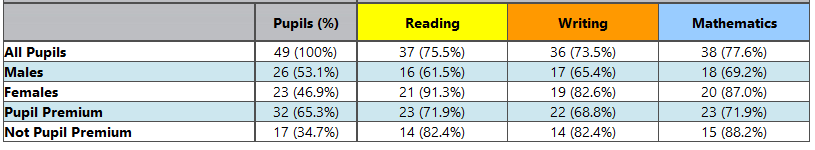 Pupils (%) Reading Writing Mathematics
All Pupils 49 (100%) 37 (75.5%) 36 (73.5%) 38 (77.6%)
Males 26 (53.1%) 16 (61.5%) 17 (65.4%) 18 (69.2%)
Females 23 (46.9%) 21 (91.3%) 19 (82.6%) 20 (87.0%)
Pupil Premium 32 (65.3%) 23 (71.9%) 22 (68.8%) 23 (71.9%)
Not Pupil Premium 17 (34.7%) 14 (82.4%) 14 (82.4%) 15 (88.2%)